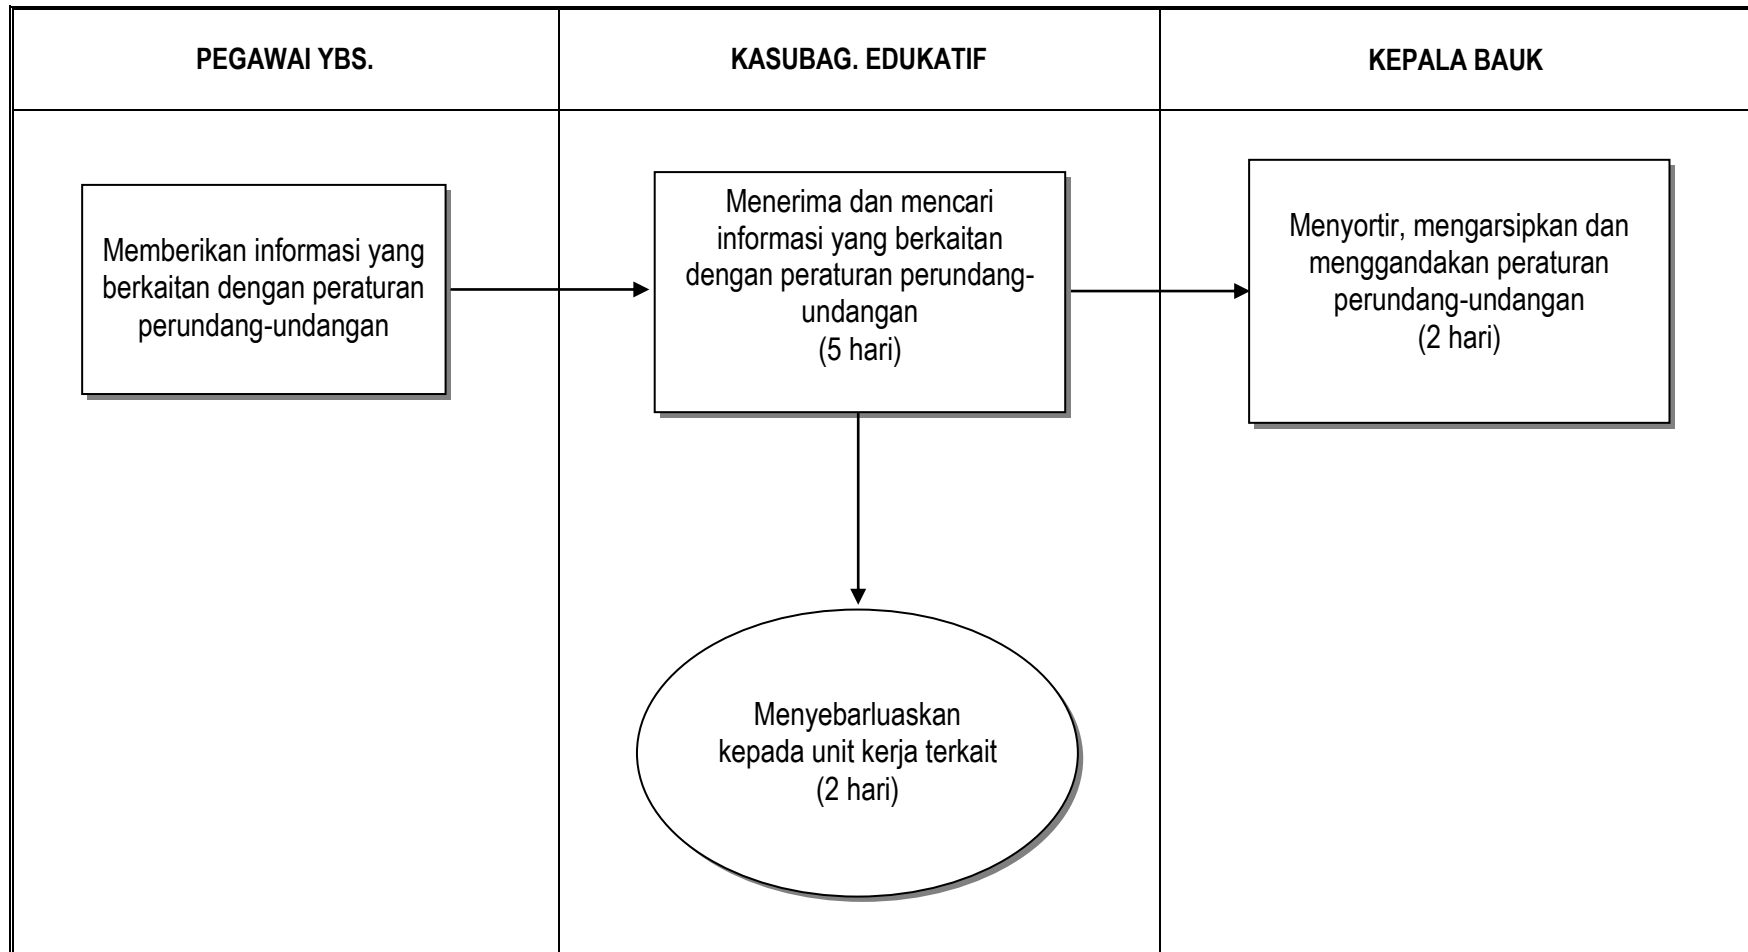 PEGAWAI YBS.
KASUBAG. EDUKATIF
KEPALA BAUK
Memberikan informasi yang
berkaitan dengan peraturan
perundang-undangan
Menerima dan mencari
informasi yang berkaitan
dengan peraturan perundang-
undangan
(5 hari)
Menyortir, mengarsipkan dan
menggandakan peraturan
perundang-undangan
(2 hari)
Menyebarluaskan
kepada unit kerja terkait
(2 hari)